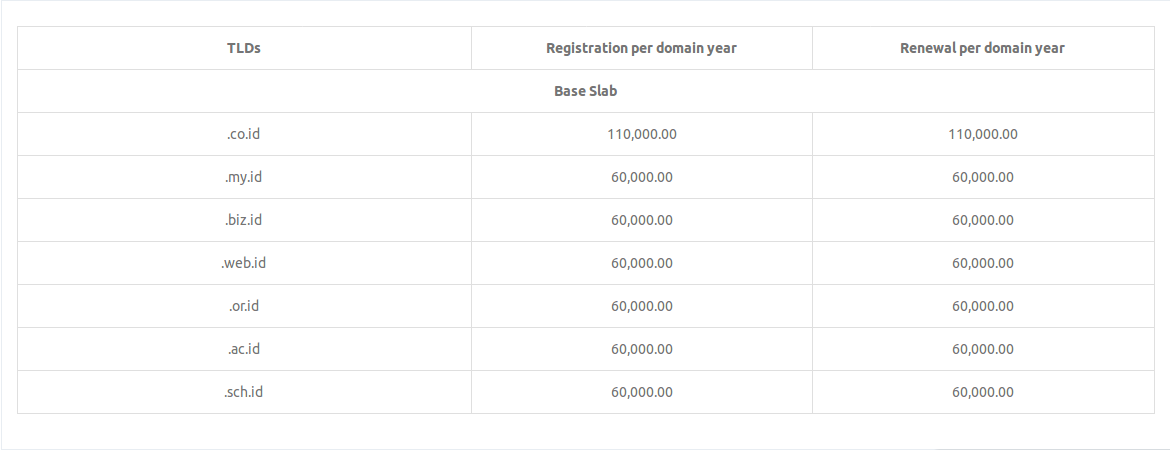 TLDs Registration per domain year Renewal per domain year
Base Slab
.co.id 110,000.00 110,000.00
.my.id 60,000.00 60,000.00
.biz.id 60,000.00 60,000.00
.web.id 60,000.00 60,000.00
.or.id 60,000.00 60,000.00
.ac.id 60,000.00 60,000.00
.sch.id 60,000.00 60,000.00